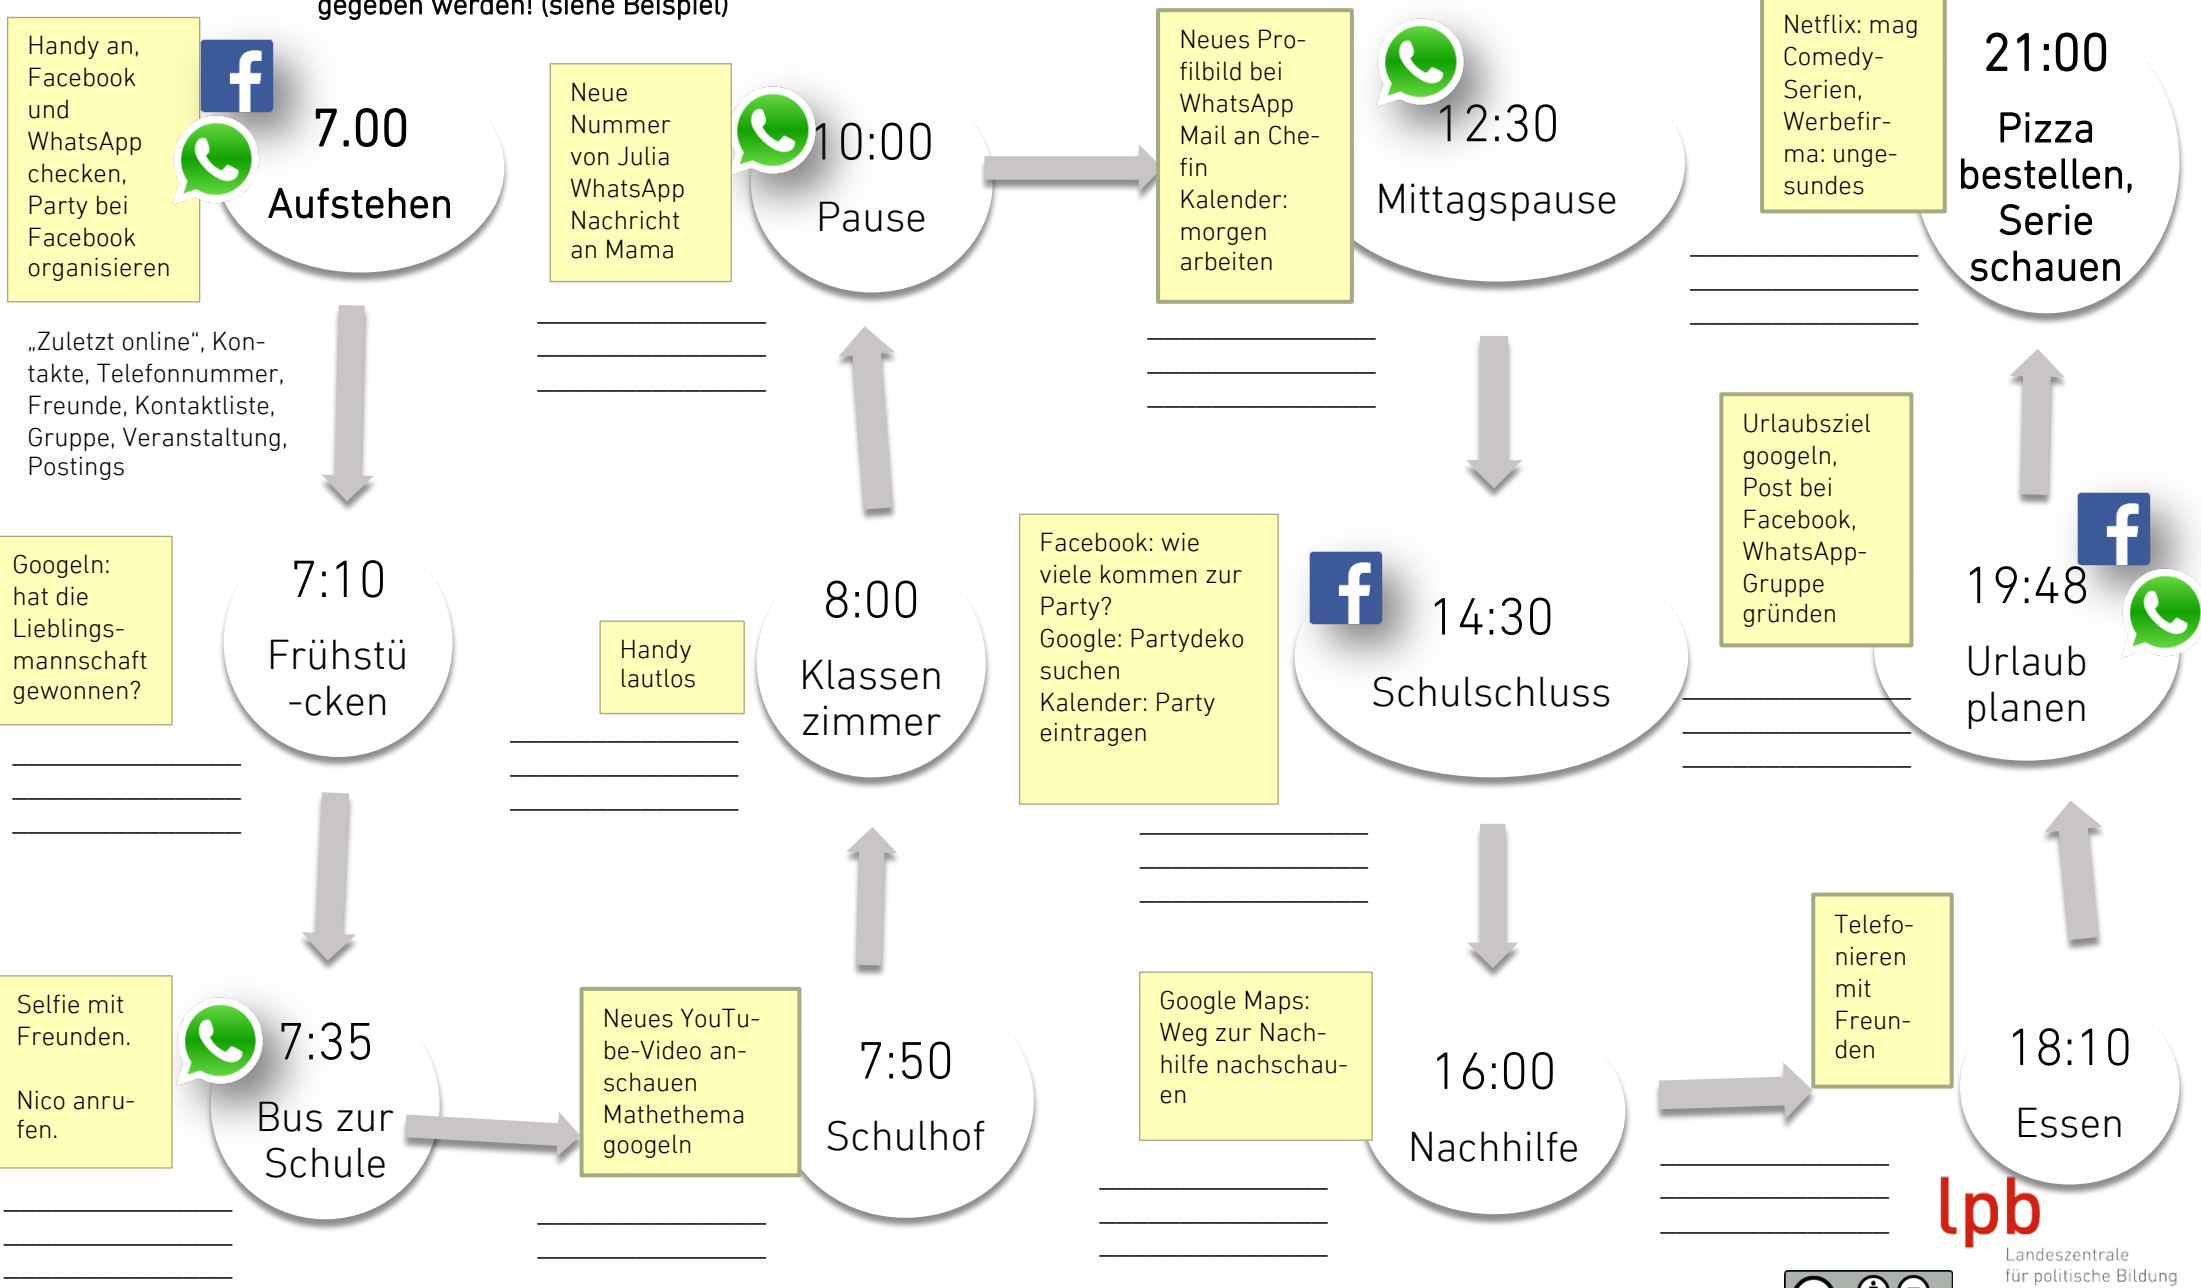 gegeben werden! (siehe Beispiel)
Handy an,
Facebook
und
WhatsApp
checken,
Party bei
Facebook
organisieren
7.00
Aufstehen
„Zuletzt online“, Kon-
takte, Telefonnummer,
Freunde, Kontaktliste,
Gruppe, Veranstaltung,
Postings
Googeln:
hat die
Lieblings-
mannschaft
gewonnen?
7:10
Frühstü
-cken
Selfie mit
Freunden.
Nico anru-
fen.
7:35
Bus zur
Schule
Neues YouTu-
be-Video an-
schauen
Mathethema
googeln
7:50
Schulhof
Handy
lautlos
8:00
Klassen
zimmer
Neue
Nummer
von Julia
WhatsApp
Nachricht
an Mama
10:00
Pause
Neues Pro-
filbild bei
WhatsApp
Mail an Che-
fin
Kalender:
morgen
arbeiten
12:30
Mittagspause
Facebook: wie
viele kommen zur
Party?
Google: Partydeko
suchen
Kalender: Party
eintragen
14:30
Schulschluss
Google Maps:
Weg zur Nach-
hilfe nachschau-
en
16:00
Nachhilfe
Telefo-
nieren
mit
Freun-
den
18:10
Essen
Urlaubsziel
googeln,
Post bei
Facebook,
WhatsApp-
Gruppe
gründen
19:48
Urlaub
planen
Netflix: mag
Comedy-
Serien,
Werbefir-
ma: unge-
sundes
21:00
Pizza
bestellen,
Serie
schauen
lpb
Landeszentrale
für politische Bildung